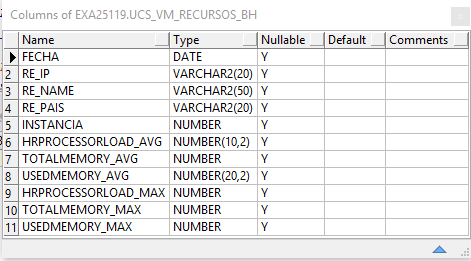 Columns of EXA25119.UCS_VM_RECURSOS_BH
Name Type Nullable Default Comments
FECHA DATE Y
2 RE_IP VARCHAR2(20) Y
3 RE_NAME VARCHAR2(50) Y
4 RE_PAIS VARCHAR2(20) Y
5 INSTANCIA NUMBER Y
6 HRPROCESSORLOAD_AVG NUMBER(10,2) Y
7 TOTALMEMORY_AVG NUMBER Y
8 USEDMEMORY_AVG NUMBER(20,2) Y
9 HRPROCESSORLOAD_MAX NUMBER Y
10 TOTALMEMORY_MAX NUMBER Y
11 USEDMEMORY_MAX NUMBER Y